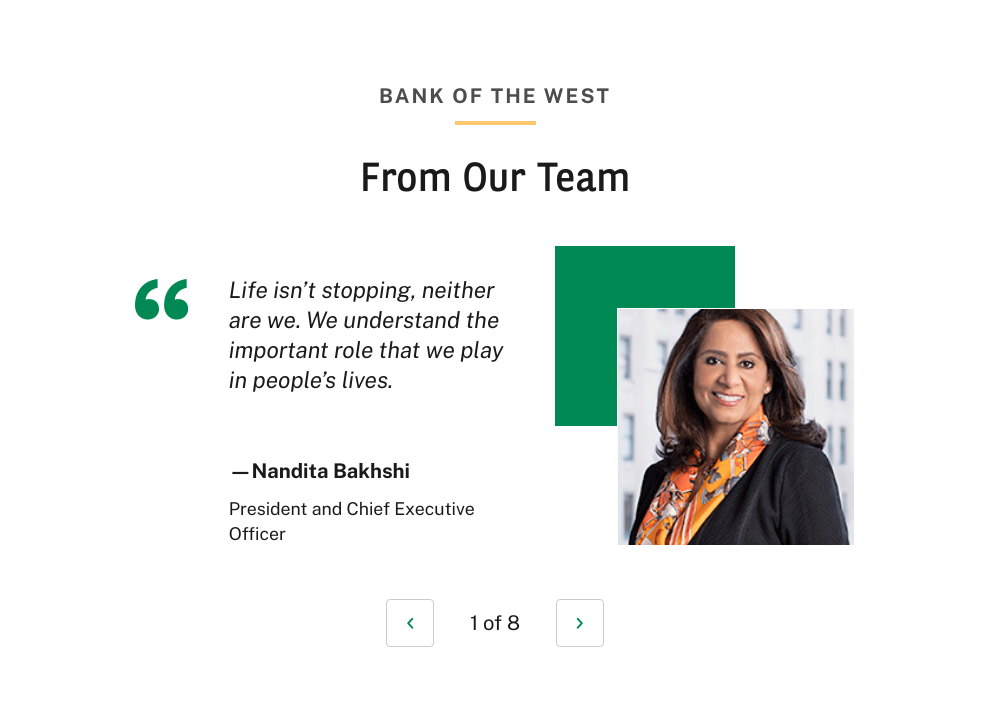 BANK OF THE WEST
From Our Team
“
Life isn’t stopping, neither
are we. We understand the
important role that we play
in people’s lives.
—Nandita Bakhshi
President and Chief Executive
Officer
1 of 8